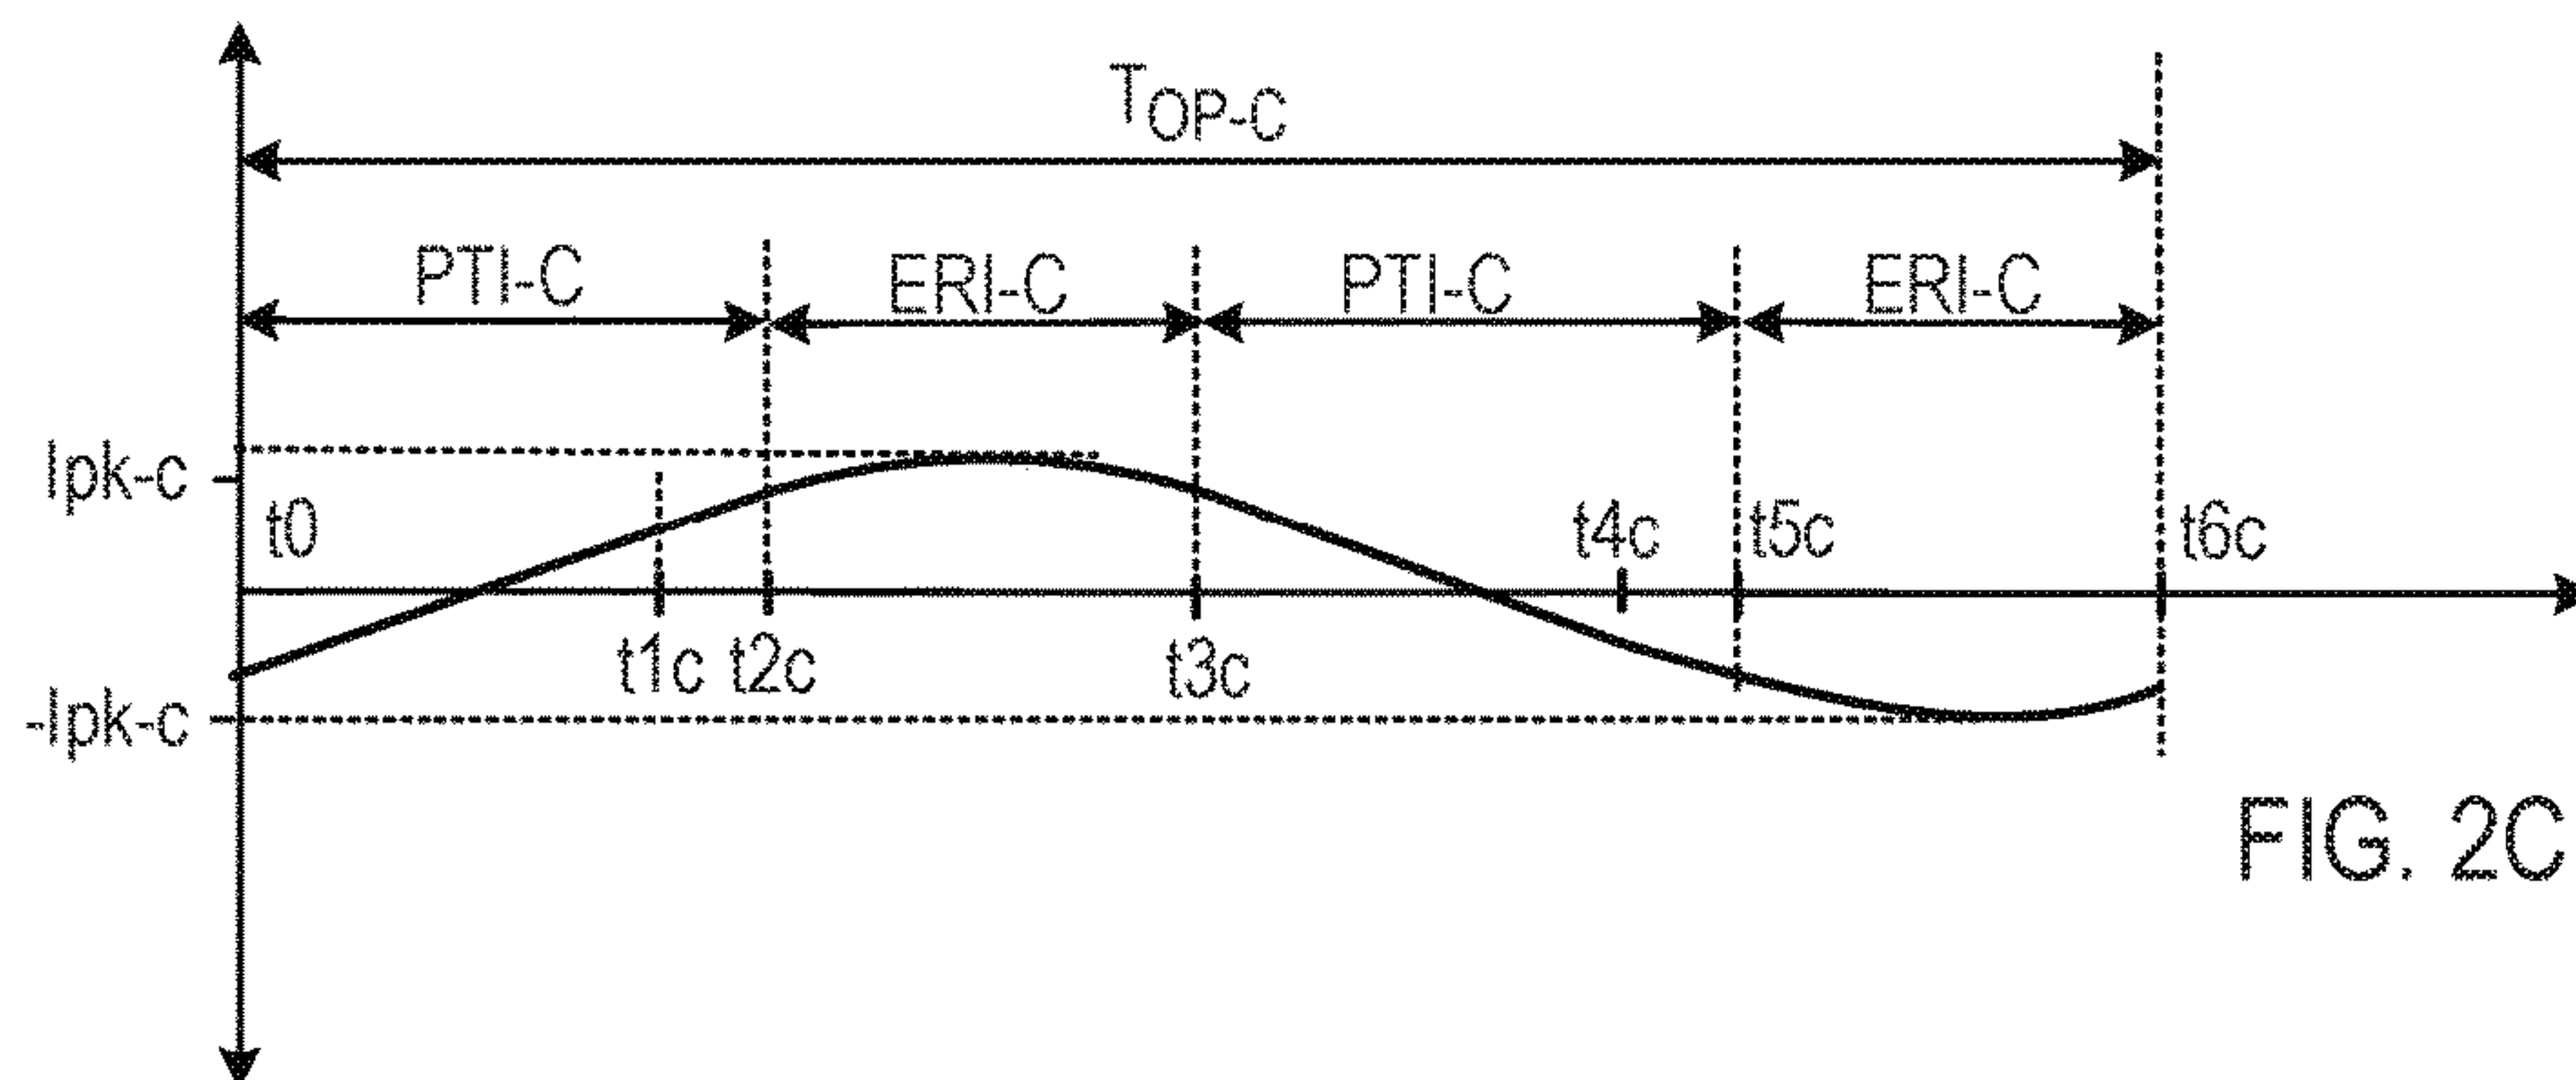 TOP-C
PTI-C ERI-C PTI-C ERI-C
Ipk-c
t0 t4c t5c t6c
t1c t2c t3c
-Ipk-c
FIG. 2C